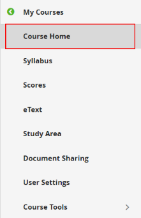 My Courses
Course Home
Syllabus
Scores
eText
Study Area
Document Sharing
User Settings
Course Tools